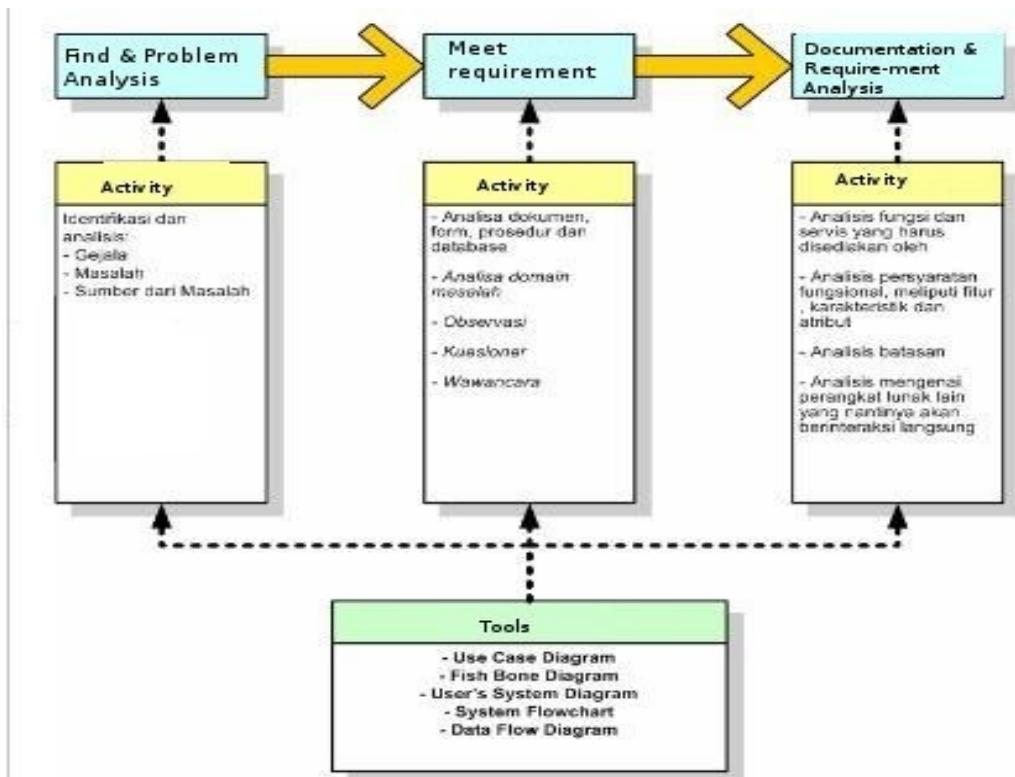 Find & Problem
Analysis
Meet
requirement
Documentation &
Require-ment
Analysis
Activity
Identifikasi dan
analisis:
- Gejala
- Masalah
- Sumber dari Masalah
Activity
- Analisa dokumen,
form, prosedur dan
database
- Analisa domain
masalah
- Observasi
- Kuesioner
- Wawancara
Activity
- Analisis fungsi dan
servis yang harus
disediakan oleh
- Analisis persyaratan
fungsional, meliputi fitur
, karakteristik dan
atribut
- Analisis batasan
- Analisis mengenai
perangkat lunak lain
yang nantinya akan
berinteraksi langsung
Tools
- Use Case Diagram
- Fish Bone Diagram
- User's System Diagram
- System Flowchart
- Data Flow Diagram